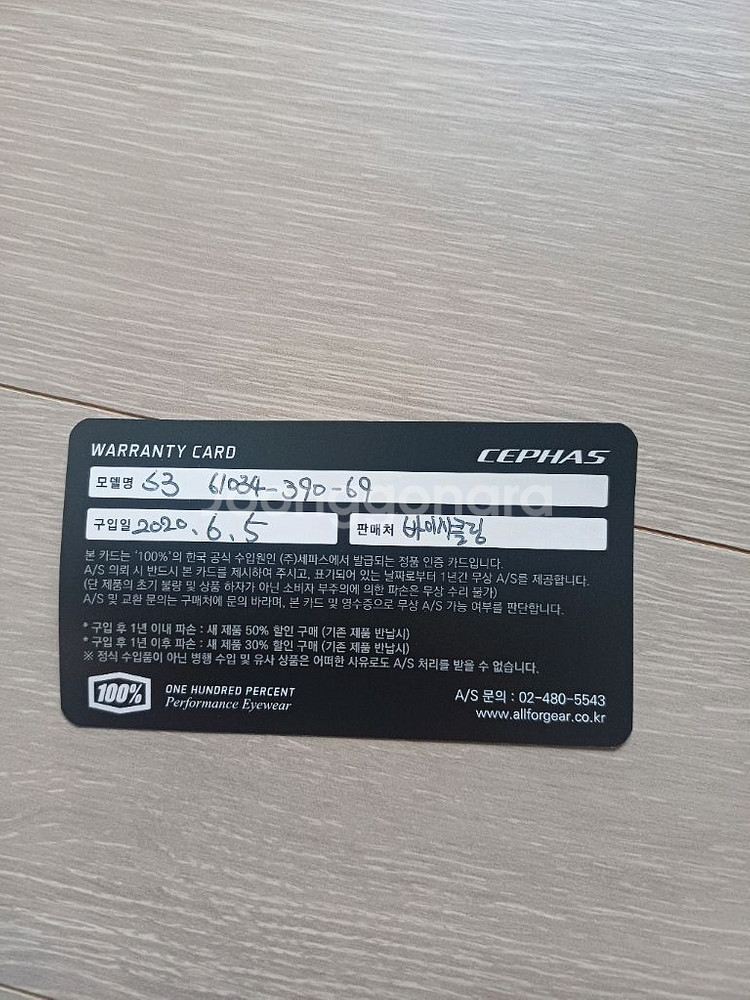 WARRANTY CARD
CEPHAS
모델명 S3 61034-390-69
구입일 2020.6.5
판매처 바이시클링
본 카드는 '100%'의 한국 공식 수입원인 (주)세파스에서 발급되는 정품 인증 카드입니다.
A/S 의뢰 시 반드시 본 카드를 제시하여 주시고, 표기되어 있는 날짜로부터 1년간 무상 A/S를 제공합니다.
(단 제품의 초기 불량 및 상품 하자가 아닌 소비자 부주의에 의한 파손은 무상 수리 불가)
A/S 및 교환 문의는 구매처에 문의 바라며, 본 카드 및 영수증으로 무상 A/S 가능 여부를 판단합니다.
* 구입 후 1년 이내 파손 : 새 제품 50% 할인 구매 (기존 제품 반납시)
* 구입 후 1년 이후 파손 : 새 제품 30% 할인 구매 (기존 제품 반납시)
※ 정식 수입품이 아닌 병행 수입 및 유사 상품은 어떠한 사유로도 A/S 처리를 받을 수 없습니다.
100%
ONE HUNDRED PERCENT
Performance Eyewear
A/S 문의 : 02-480-5543
www.allforgear.co.kr
Joongaonara